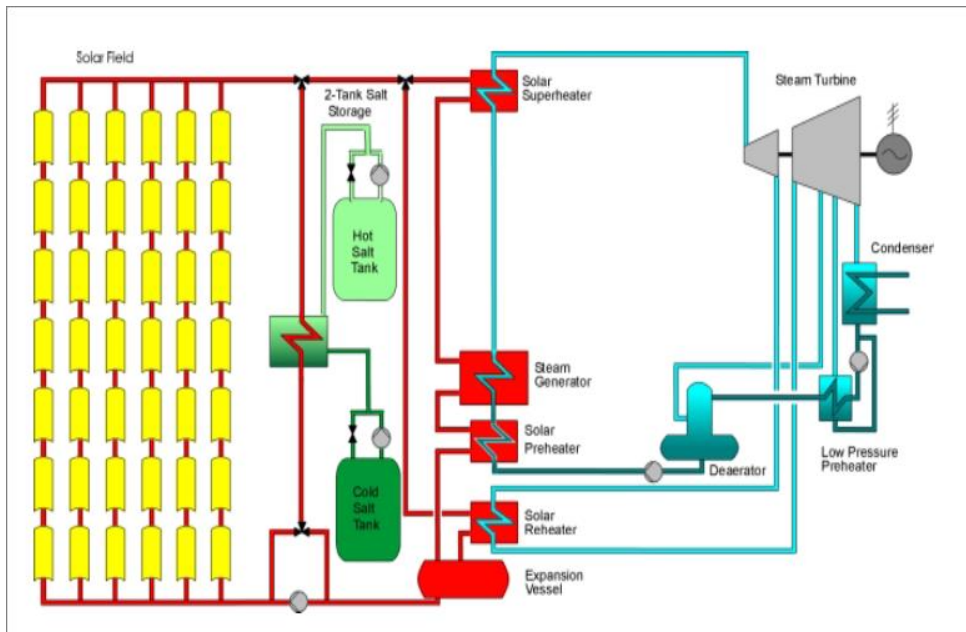 Solar Field
2-Tank Salt
Storage
Solar
Superheater
Steam Turbine
Hot
Salt
Tank
Condenser
Steam
Generator
Solar
Preheater
Deaerator
Low Pressure
Preheater
Cold
Salt
Tank
Solar
Reheater
Expansion
Vessel